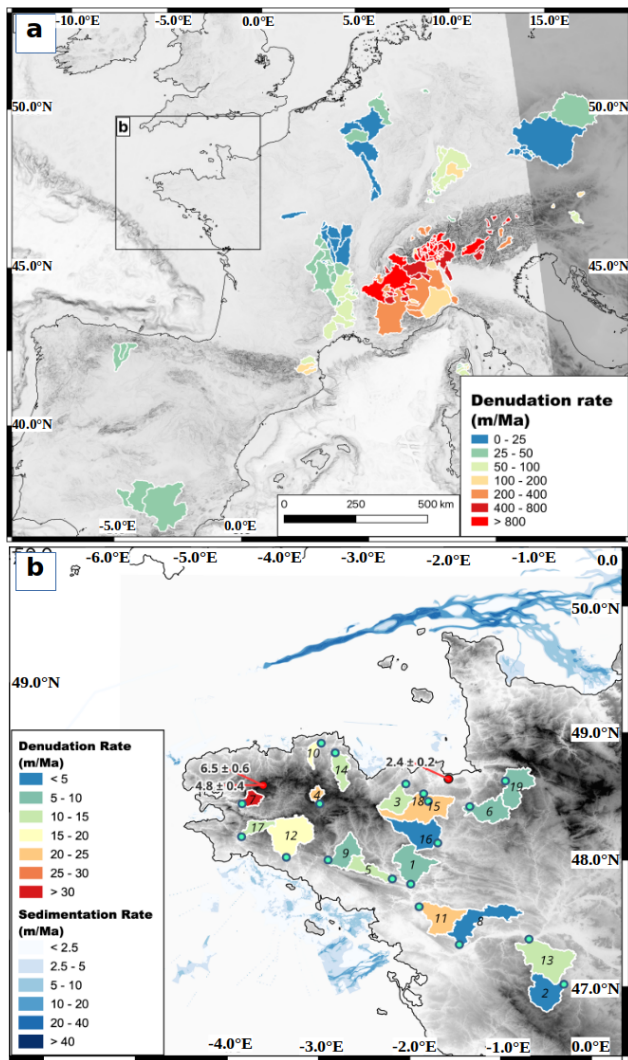 a
0.0°E
5.0°E
10.0°E
15.0°E
50.0°N
50.0°N
b
45.0°N
45.0°N
40.0°N
40.0°N
Denudation rate
(m/Ma)
0 - 25
25 - 50
50 - 100
100 - 200
200 - 400
400 - 800
> 800
0 250 500 km
-5.0°E
0.0°E
b
-6.0°E
-5.0°E
-4.0°E
-3.0°E
-2.0°E
-1.0°E
0.0
50.0°N
49.0°N
49.0°N
Denudation Rate
(m/Ma)
< 5
5 - 10
10 - 15
15 - 20
20 - 25
25 - 30
> 30
Sedimentation Rate
(m/Ma)
< 2.5
2.5 - 5
5 - 10
10 - 20
20 - 40
> 40
10
14
6.5 ± 0.6
2.4 ± 0.2
4.8 ± 0.4
4
3
18
15
19
6
17
12
16
9
5
1
48.0°N
11
8
13
2
47.0°N
-4.0°E
-3.0°E
-2.0°E
-1.0°E